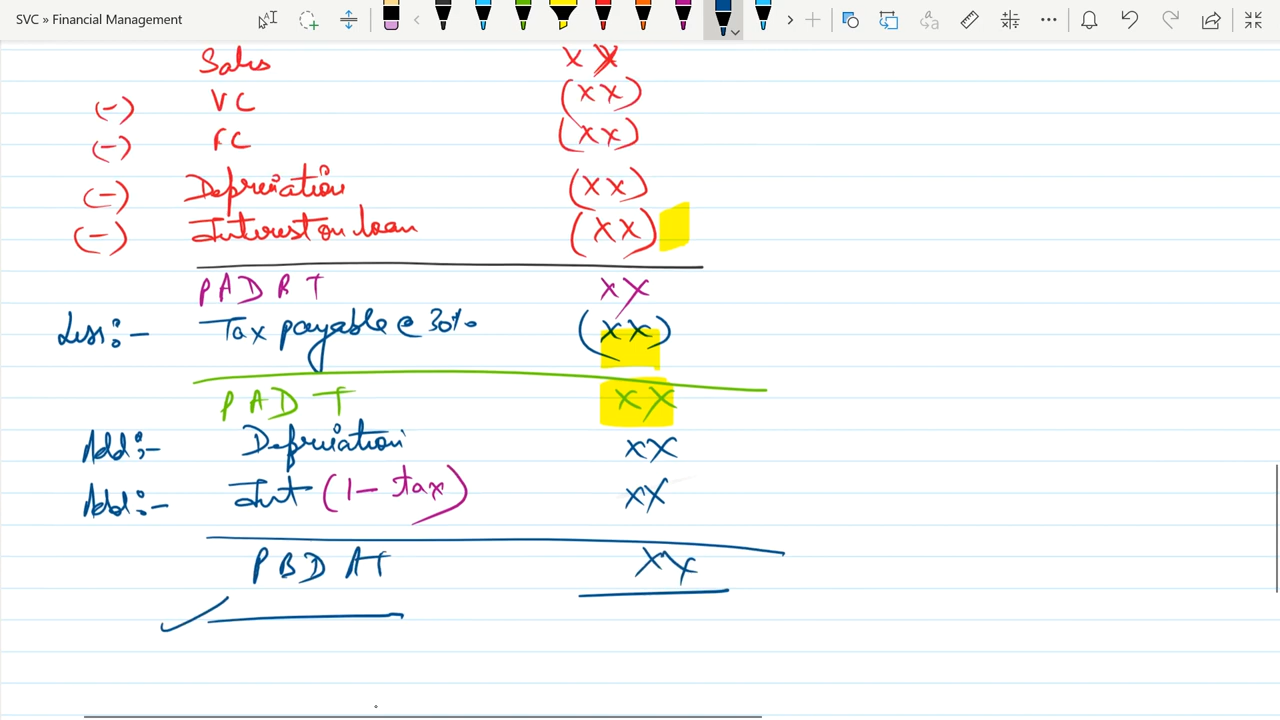 SVC » Financial Management
Sales XX
(-) VC (XX)
(-) FC (XX)
(-) Depreciation (XX)
(-) Interest on loan (XX)
PADBT XX
Less:- Tax payable @ 30% (XX)
PADT XX
Add:- Depreciation XX
Add:- Int (1- tax) XX
PBDAT XX